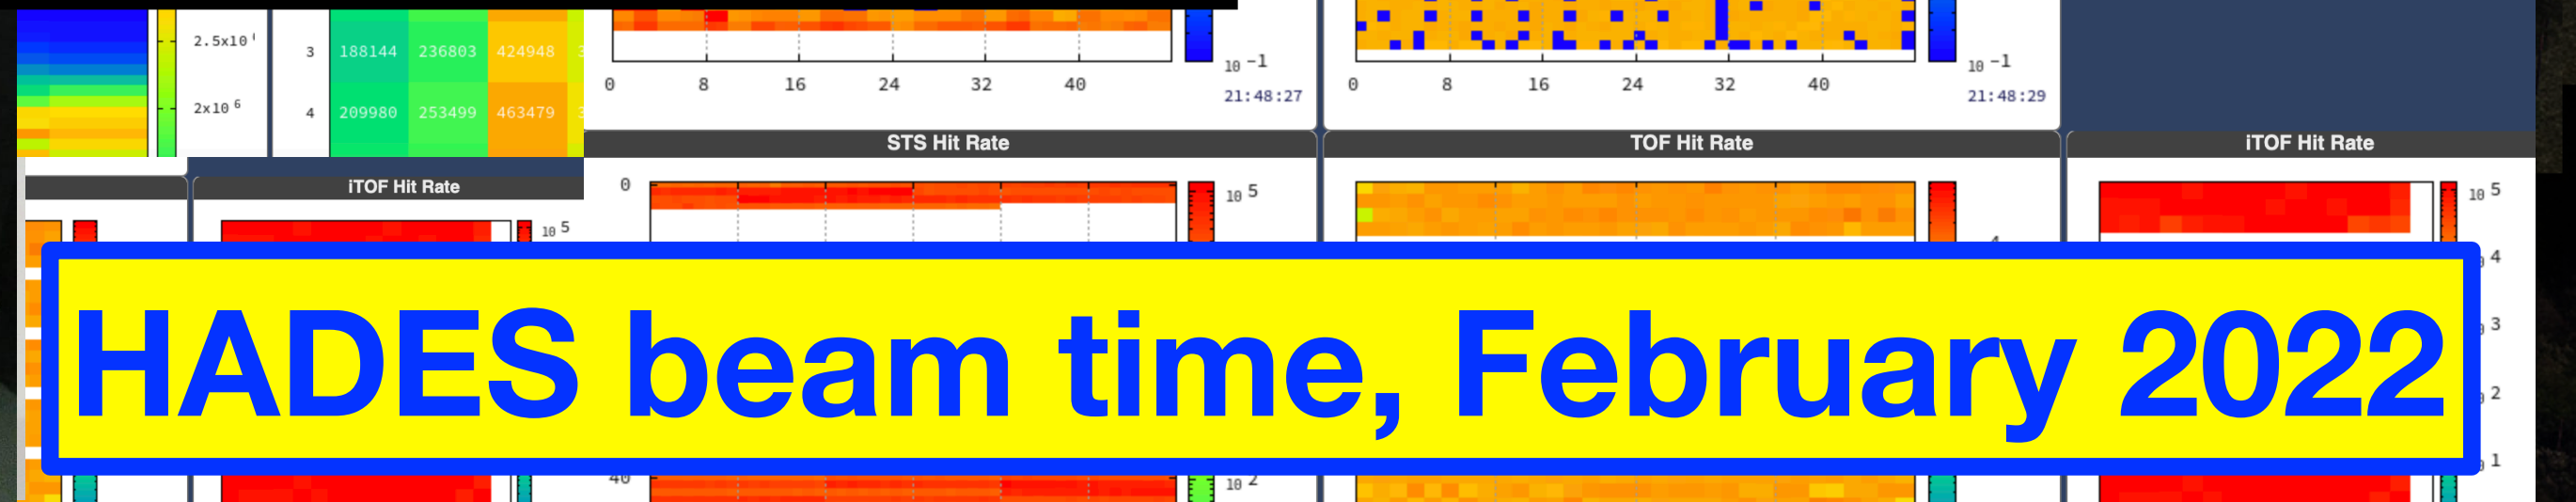 2.5x10
3 188144 236803 424948
2x10 6
4 209980 253499 463479
10 -1
0 8 16 24 32 40
21:48:27
10 -1
0 8 16 24 32 40
21:48:29
STS Hit Rate
TOF Hit Rate
iTOF Hit Rate
iTOF Hit Rate
0
10 5
10 5
10 5
4
3
2
1
HADES beam time, February 2022
40
10 2